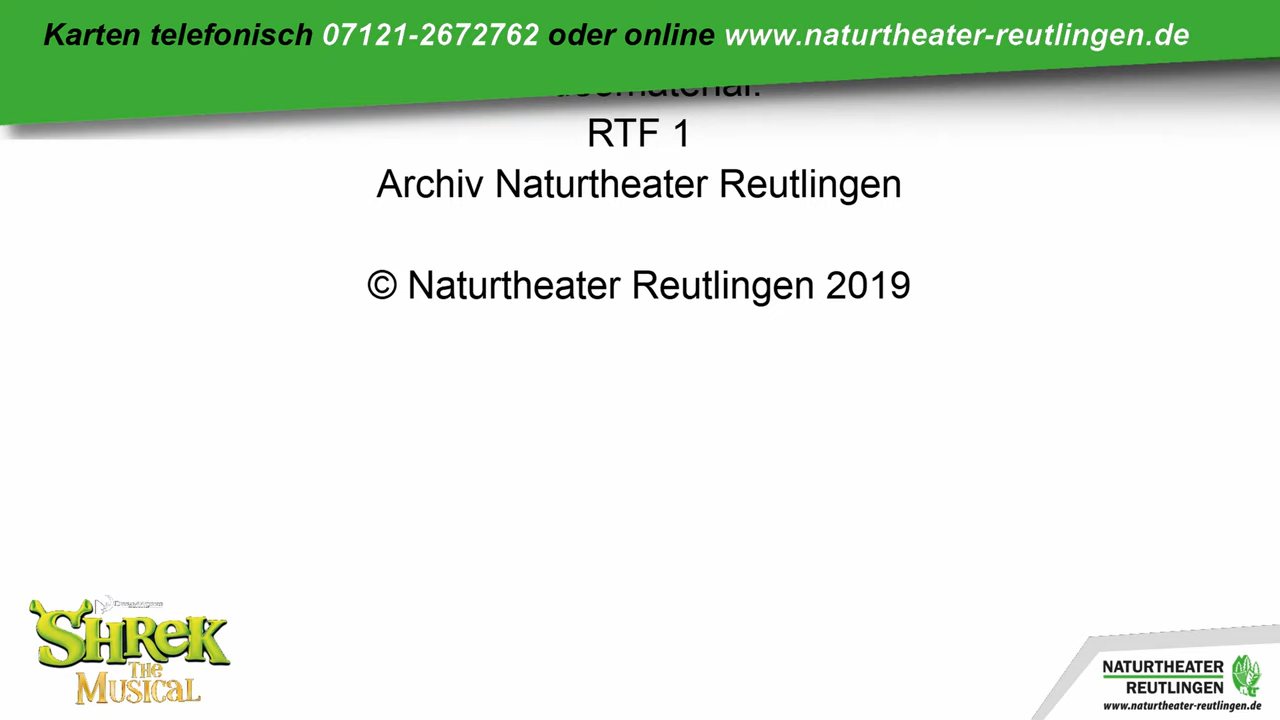 Karten telefonisch 07121-2672762 oder online www.naturtheater-reutlingen.de
RTF 1
Archiv Naturtheater Reutlingen
© Naturtheater Reutlingen 2019
SHREK
THE
MUSICAL
NATURTHEATER
REUTLINGEN
www.naturtheater-reutlingen.de